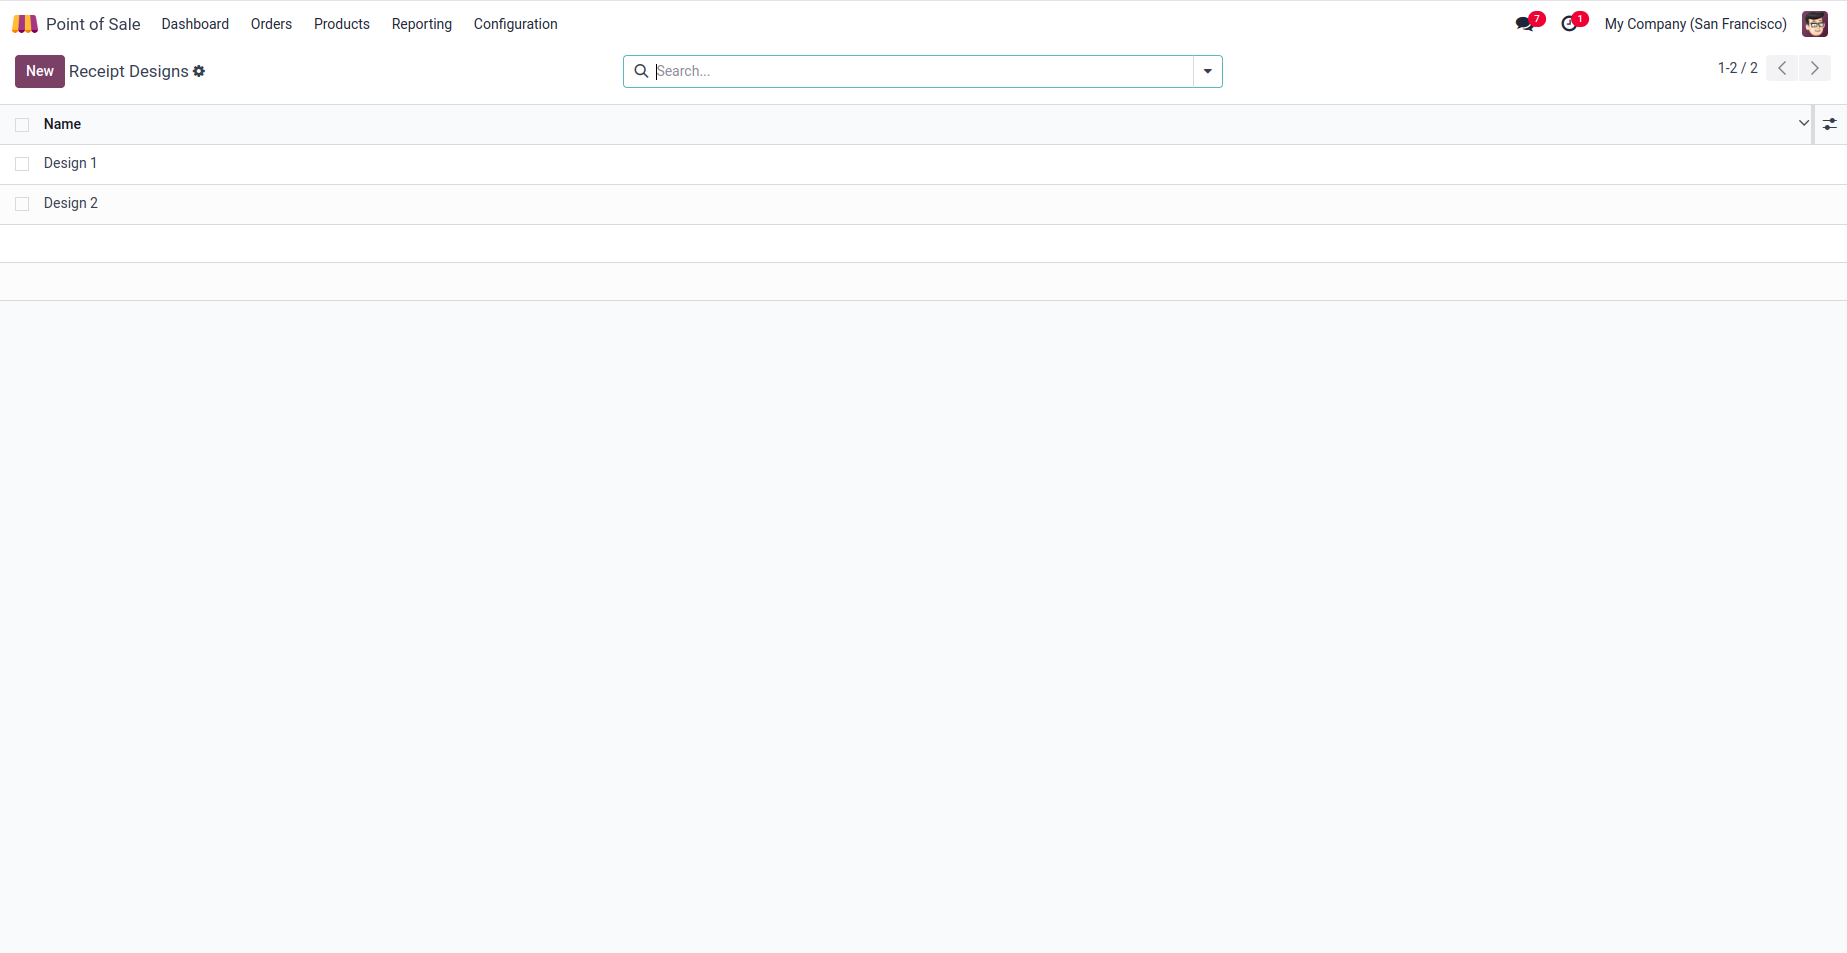 Point of Sale Dashboard Orders Products Reporting Configuration 7 1 My Company (San Francisco)
New Receipt Designs Search... 1-2 / 2
Name
Design 1
Design 2